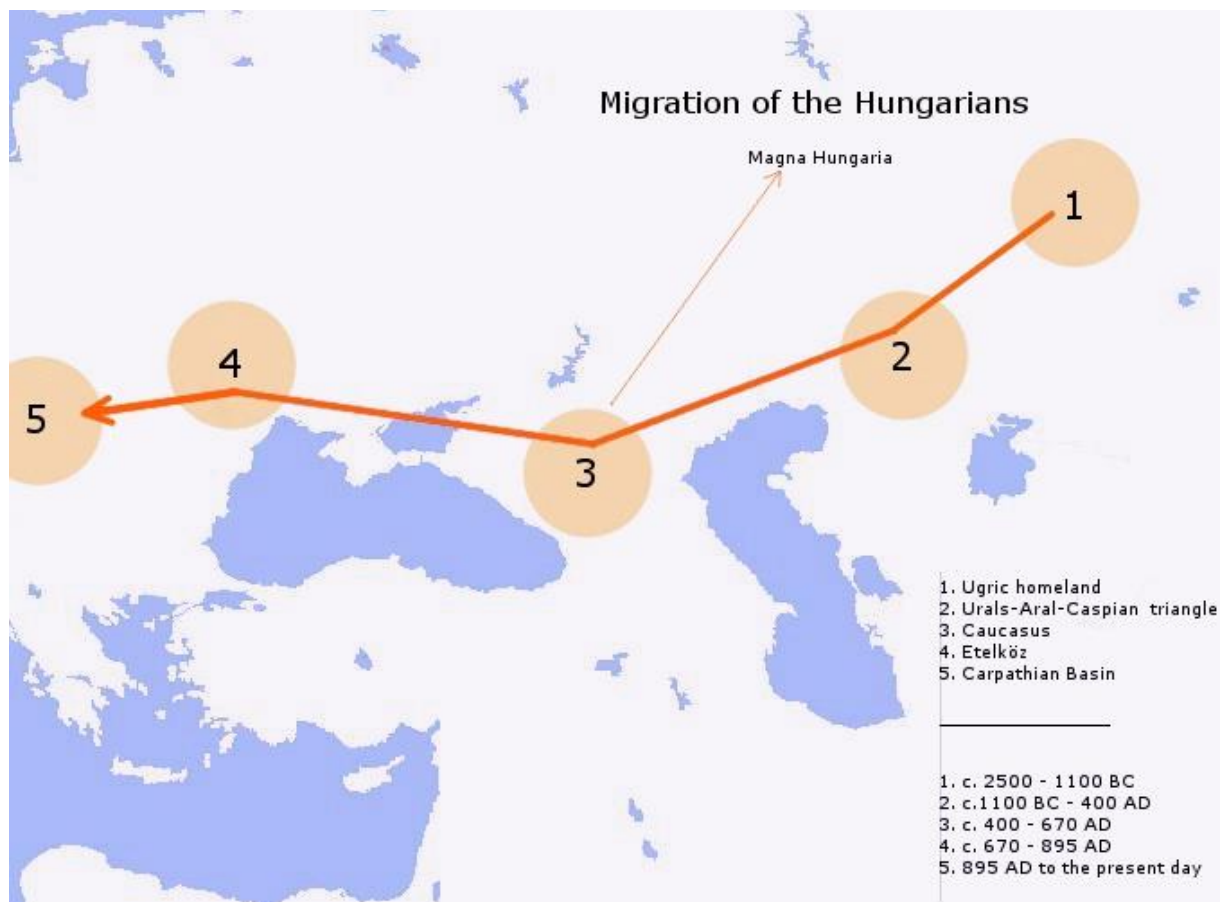 Migration of the Hungarians
Magna Hungaria
1
2
3
4
5
1. Ugric homeland
2. Urals-Aral-Caspian triangle
3. Caucasus
4. Etelköz
5. Carpathian Basin
1. c. 2500 - 1100 BC
2. c.1100 BC - 400 AD
3. c. 400 - 670 AD
4. c. 670 - 895 AD
5. 895 AD to the present day